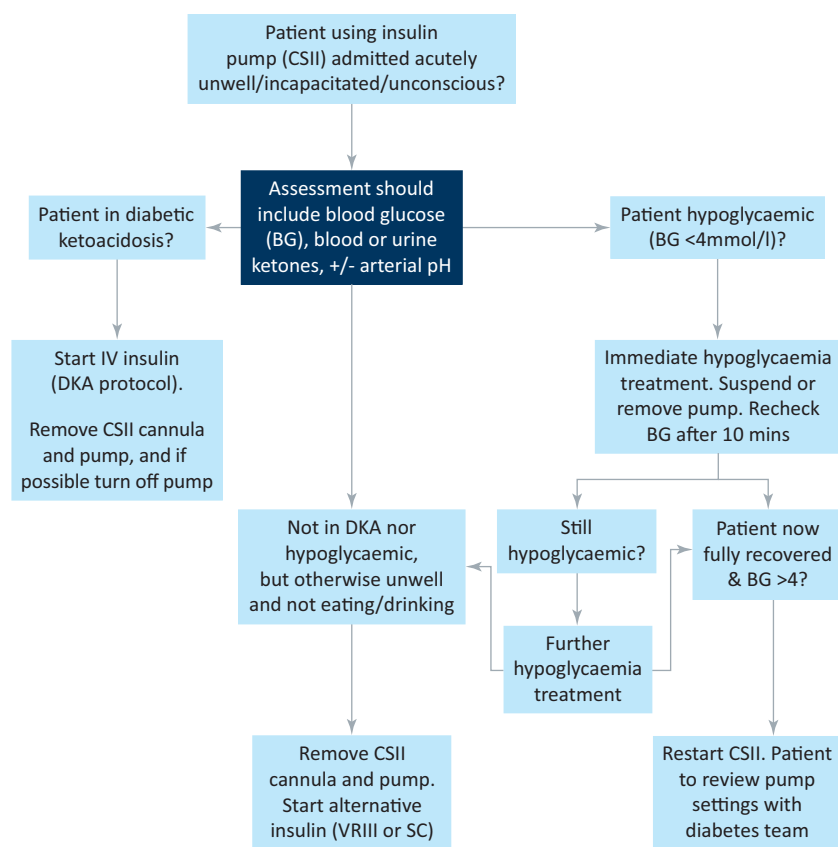 Patient using insulin
pump (CSII) admitted acutely
unwell/incapacitated/unconscious?
Assessment should
include blood glucose
(BG), blood or urine
ketones, +/- arterial pH
Patient in diabetic
ketoacidosis?
Patient hypoglycaemic
(BG <4mmol/l)?
Start IV insulin
(DKA protocol).
Remove CSII cannula
and pump, and if
possible turn off pump
Immediate hypoglycaemia
treatment. Suspend or
remove pump. Recheck
BG after 10 mins
Not in DKA nor
hypoglycaemic,
but otherwise unwell
and not eating/drinking
Still
hypoglycaemic?
Patient now
fully recovered
& BG >4?
Further
hypoglycaemia
treatment
Remove CSII
cannula and pump.
Start alternative
insulin (VRIII or SC)
Restart CSII. Patient
to review pump
settings with
diabetes team